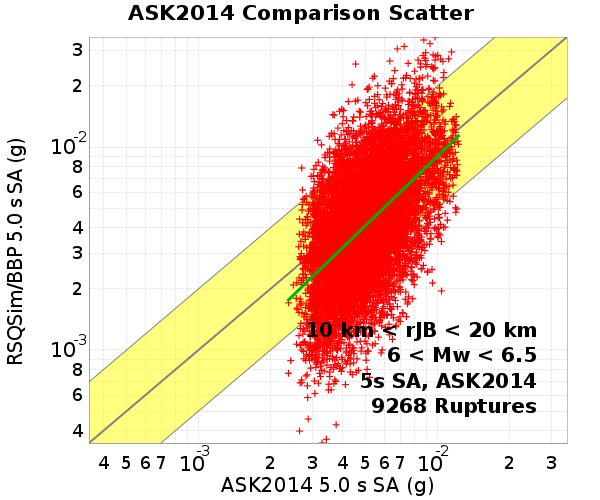 ASK2014 Comparison Scatter
RSQSim/BBP 5.0 s SA (g)
3
2
10-2
8
6
4
3
2
10-3
8
6
4
10 km < rJB < 20 km
6 < Mw < 6.5
5s SA, ASK2014
9268 Ruptures
4 5 6 7 10-3 2 3 4 5 6 7 10-2 2 3
ASK2014 5.0 s SA (g)